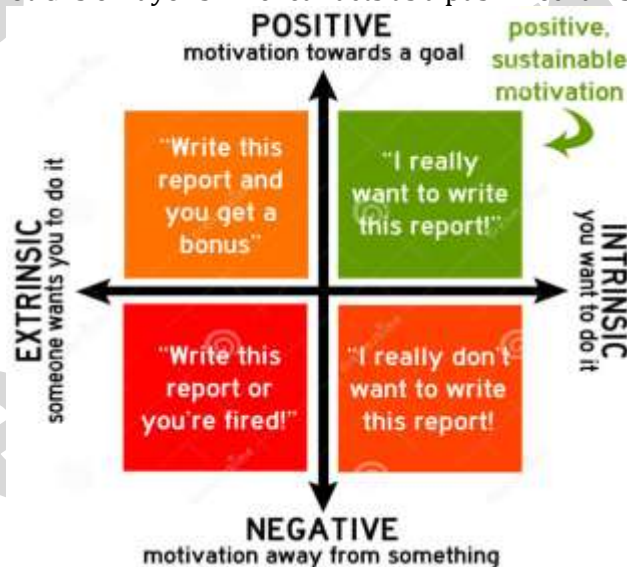 POSITIVE
motivation towards a goal
positive,
sustainable
motivation
"Write this
report and
you get a
bonus"
"I really
want to write
this report!"
EXTRINSIC
someone wants you to do it
INTRINSIC
you want to do it
"Write this
report or
you're fired!"
"I really don't
want to write
this report!
NEGATIVE
motivation away from something